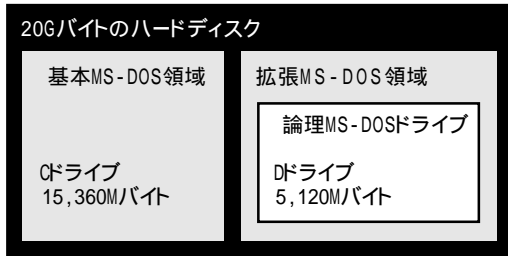 20Gバイトのハードディスク
基本MS-DOS領域
Cドライブ
15,360Mバイト
拡張MS-DOS領域
論理MS-DOSドライブ
Dドライブ
5,120Mバイト